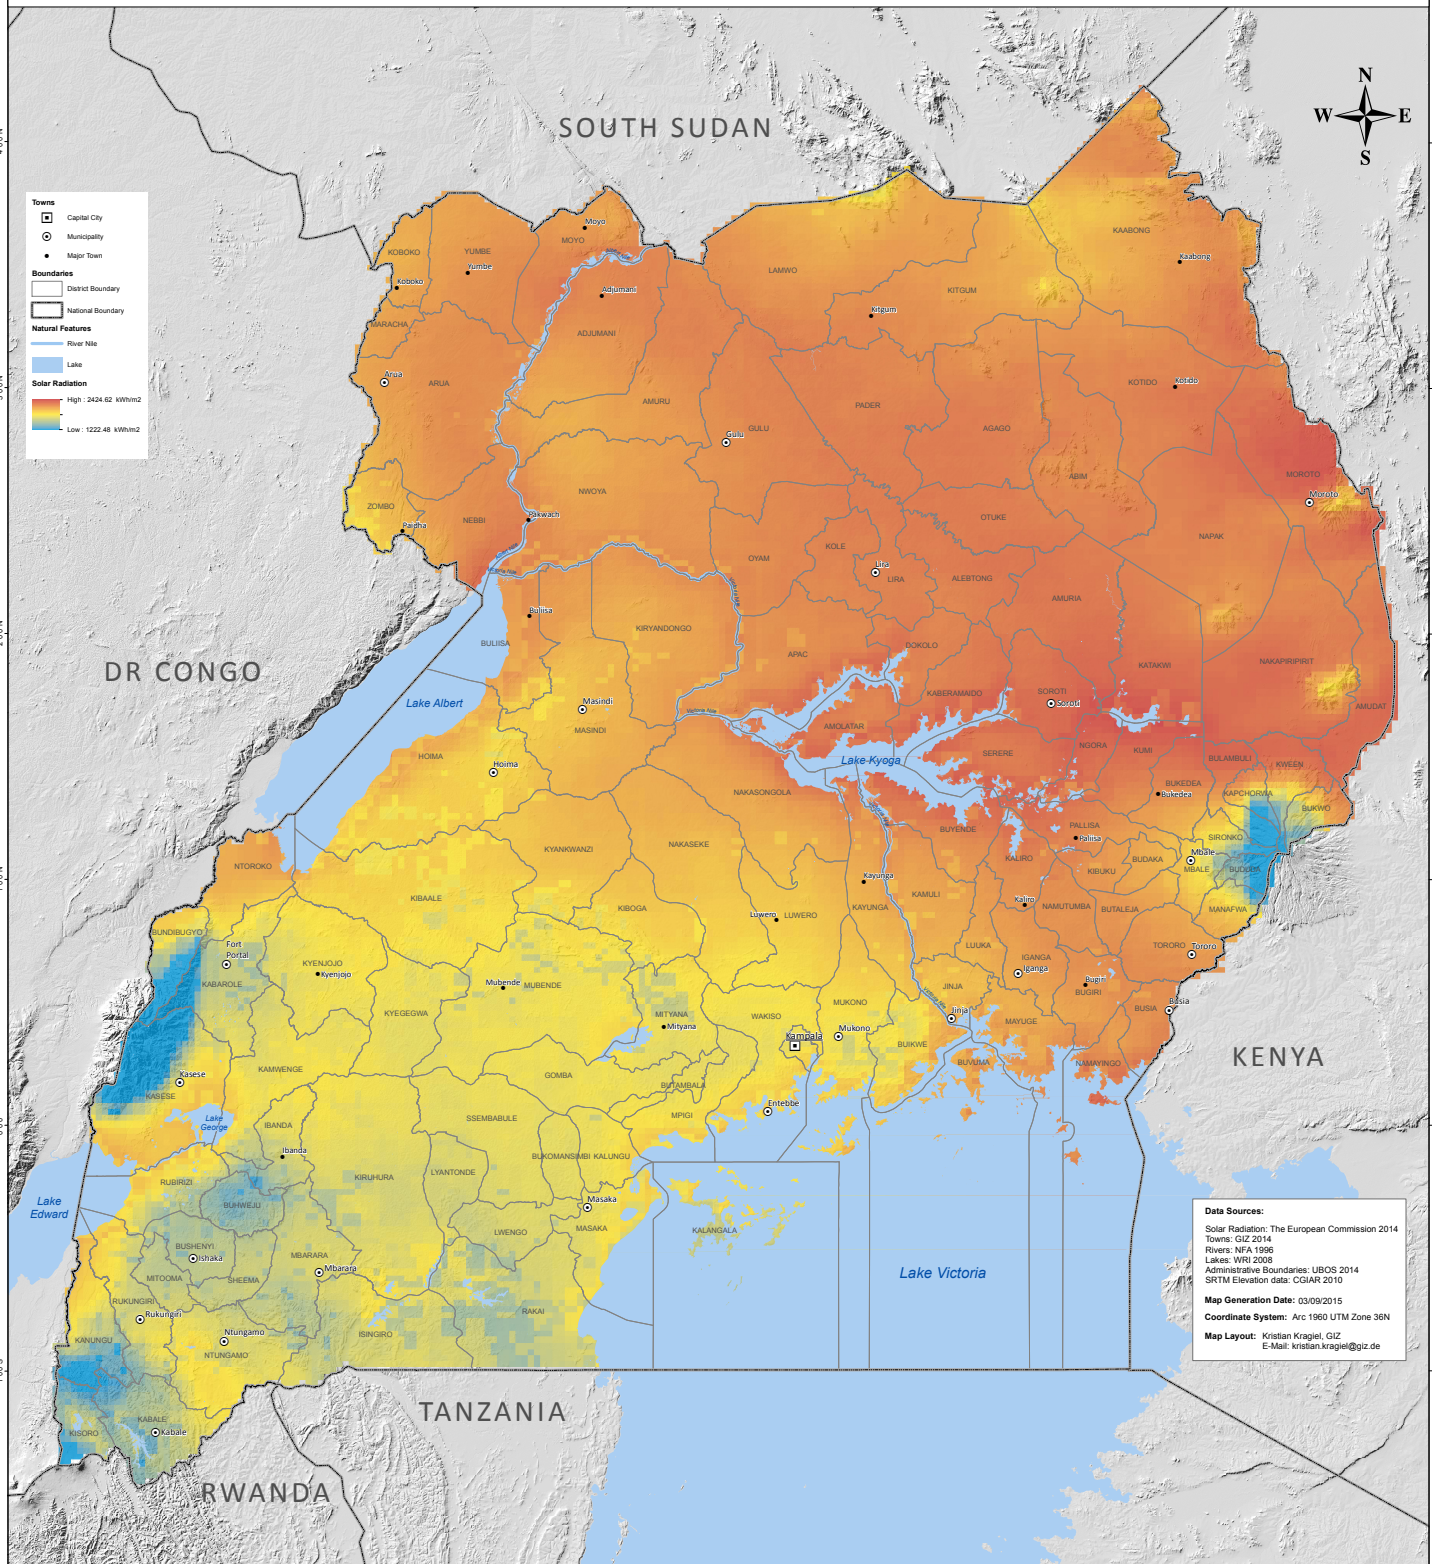 N
W E
S
SOUTH SUDAN
DR CONGO
KENYA
TANZANIA
RWANDA
Towns
Capital City
Municipality
Major Town
Boundaries
District Boundary
National Boundary
Natural Features
River Nile
Lake
Solar Radiation
High : 2424.62 kWh/m2
Low : 1222.48 kWh/m2
Moyo
MOYO
KOBOKO
YUMBE
Yumbe
Koboko
Adjumani
MARACHA
ADJUMANI
Arua
ARUA
AMURU
LAMWO
KITGUM
Kitgum
KAABONG
Kaabong
KOTIDO
Kotido
PADER
AGAGO
GULU
Gulu
ABIM
MOROTO
Moroto
NWOYA
ZOMBO
Paidha
NEBBI
Pakwach
OTUKE
NAPAK
OYAM
KOLE
Lira
LIRA
ALEBTONG
AMURIA
Victoria Nile
Buliisa
BULIISA
KIRYANDONGO
Victoria Nile
APAC
DOKOLO
KATAKWI
NAKAPIRIPIRIT
KABERAMAIDO
SOROTI
Soroti
AMUDAT
Lake Albert
Masindi
MASINDI
Victoria Nile
AMOLATAR
Lake Kyoga
SERERE
NGORA
KUMI
BULAMBULI
KWEEN
HOIMA
Hoima
NAKASONGOLA
BUKEDEA
Bukedea
KAPCHORWA
BUKWO
BUYENDE
PALLISA
Pallisa
SIRONKO
Mbale
MBALE
BUDUDA
NTOROKO
KYANKWANZI
NAKASEKE
KALIRO
KIBUKU
BUDAKA
KIBAALE
KIBOGA
Kayunga
KAYUNGA
KAMULI
Kaliro
NAMUTUMBA
BUTALEJA
MANAFWA
Luwero
LUWERO
BUNDIBUGYO
Fort
Portal
KABAROLE
KYENJOJO
Kyenjojo
LUUKA
IGANGA
Iganga
TORORO
Tororo
Mubende
MUBENDE
JINJA
Jinja
Bugiri
BUGIRI
BUSIA
Busia
KYEGEGWA
MITYANA
Mityana
WAKISO
MUKONO
Mukono
Kampala
BUIKWE
MAYUGE
BUVUMA
NAMAYINGO
Kasese
KASESE
KAMWENGE
GOMBA
BUTAMBALA
MPIGI
Entebbe
Lake
George
IBANDA
Ibanda
SSEMBABULE
BUKOMANSIMBI
KALUNGU
Lake
Edward
RUBIRIZI
BUHWEJU
KIRUHURA
LYANTONDE
Masaka
MASAKA
LWENGO
KALANGALA
BUSHENYI
Ishaka
MITOOMA
SHEEMA
MBARARA
Mbarara
Lake Victoria
RUKUNGIRI
Rukungiri
RAKAI
ISINGIRO
KANUNGU
Ntungamo
NTUNGAMO
KABALE
Kabale
KISORO
Data Sources:
Solar Radiation: The European Commission 2014
Towns: GIZ 2014
Rivers: NFA 1996
Lakes: WRI 2008
Administrative Boundaries: UBOS 2014
SRTM Elevation data: CGIAR 2010
Map Generation Date: 03/09/2015
Coordinate System: Arc 1960 UTM Zone 36N
Map Layout: Kristian Kragiel, GIZ
E-Mail: kristian.kragiel@giz.de